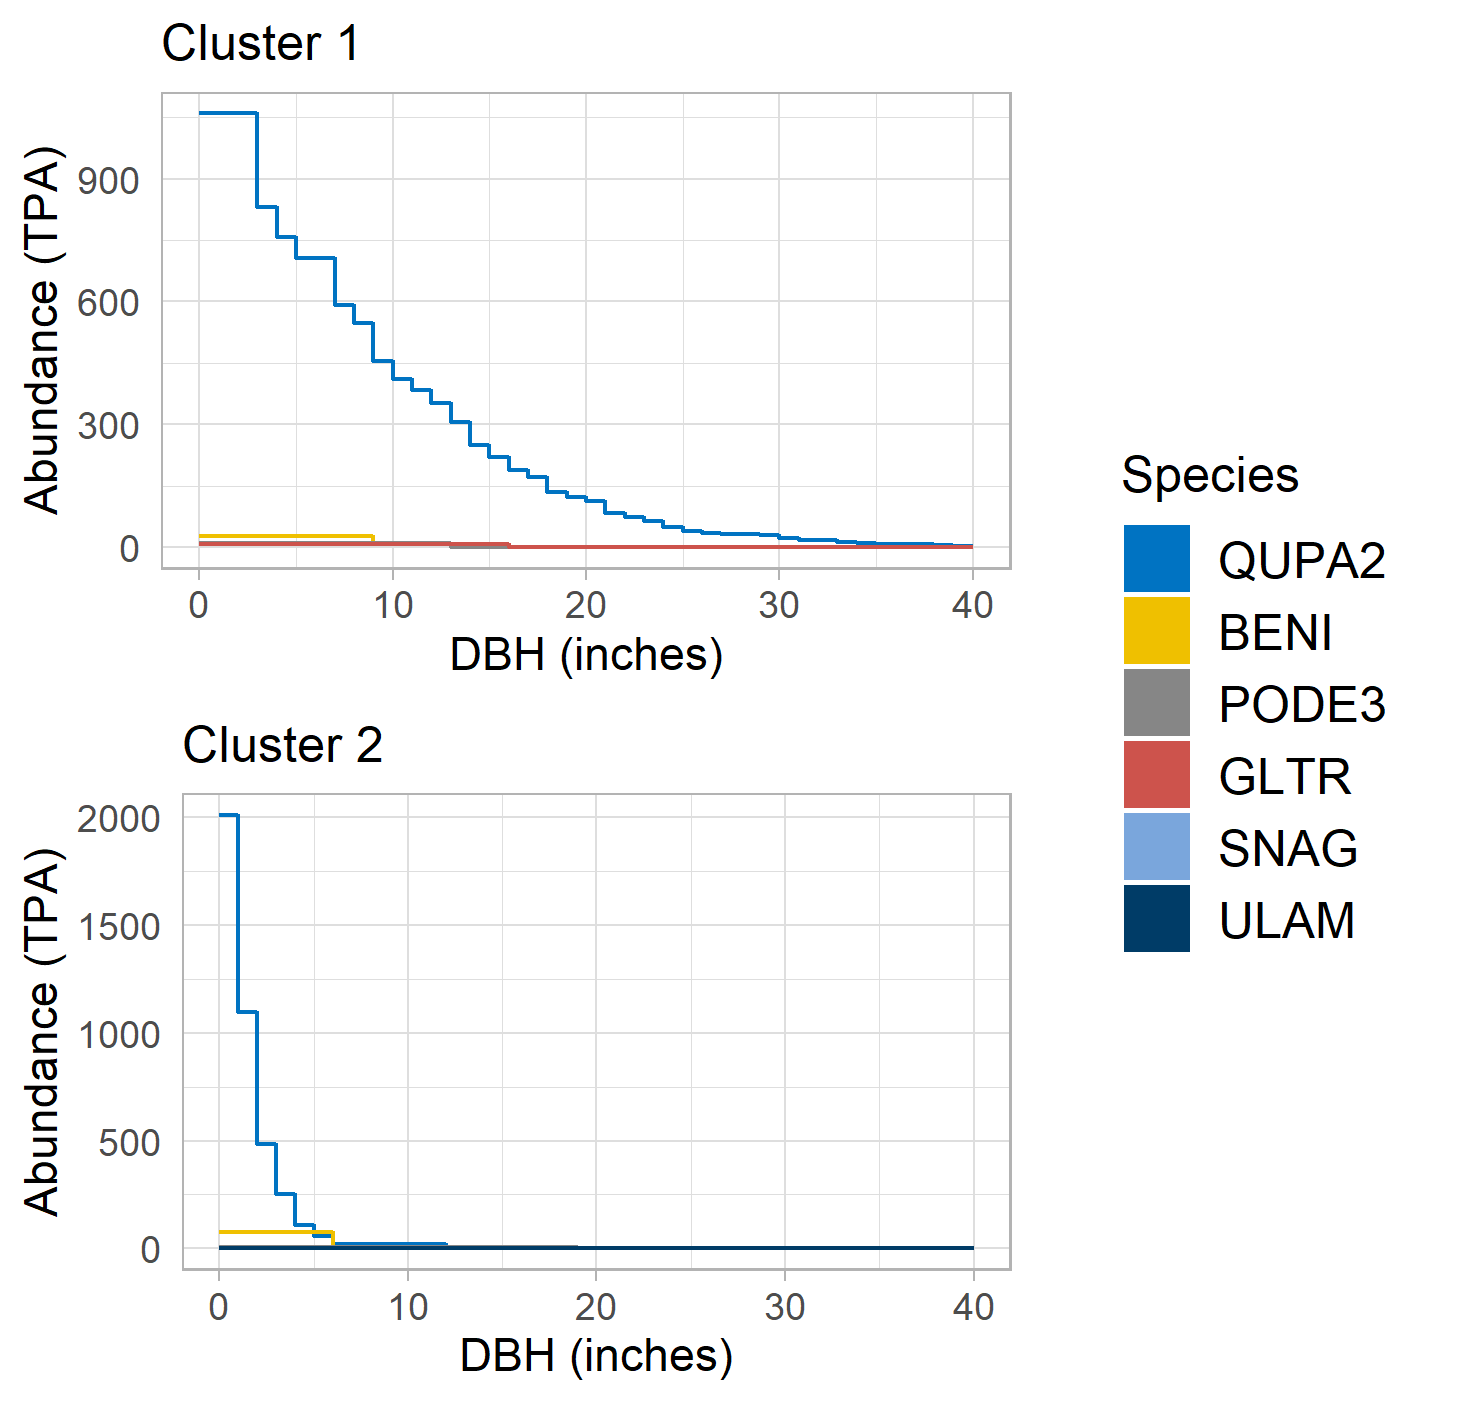 Cluster 1
Abundance (TPA)
900
600
300
0
0 10 20 30 40
DBH (inches)
Cluster 2
Abundance (TPA)
2000
1500
1000
500
0
0 10 20 30 40
DBH (inches)
Species
QUPA2
BENI
PODE3
GLTR
SNAG
ULAM